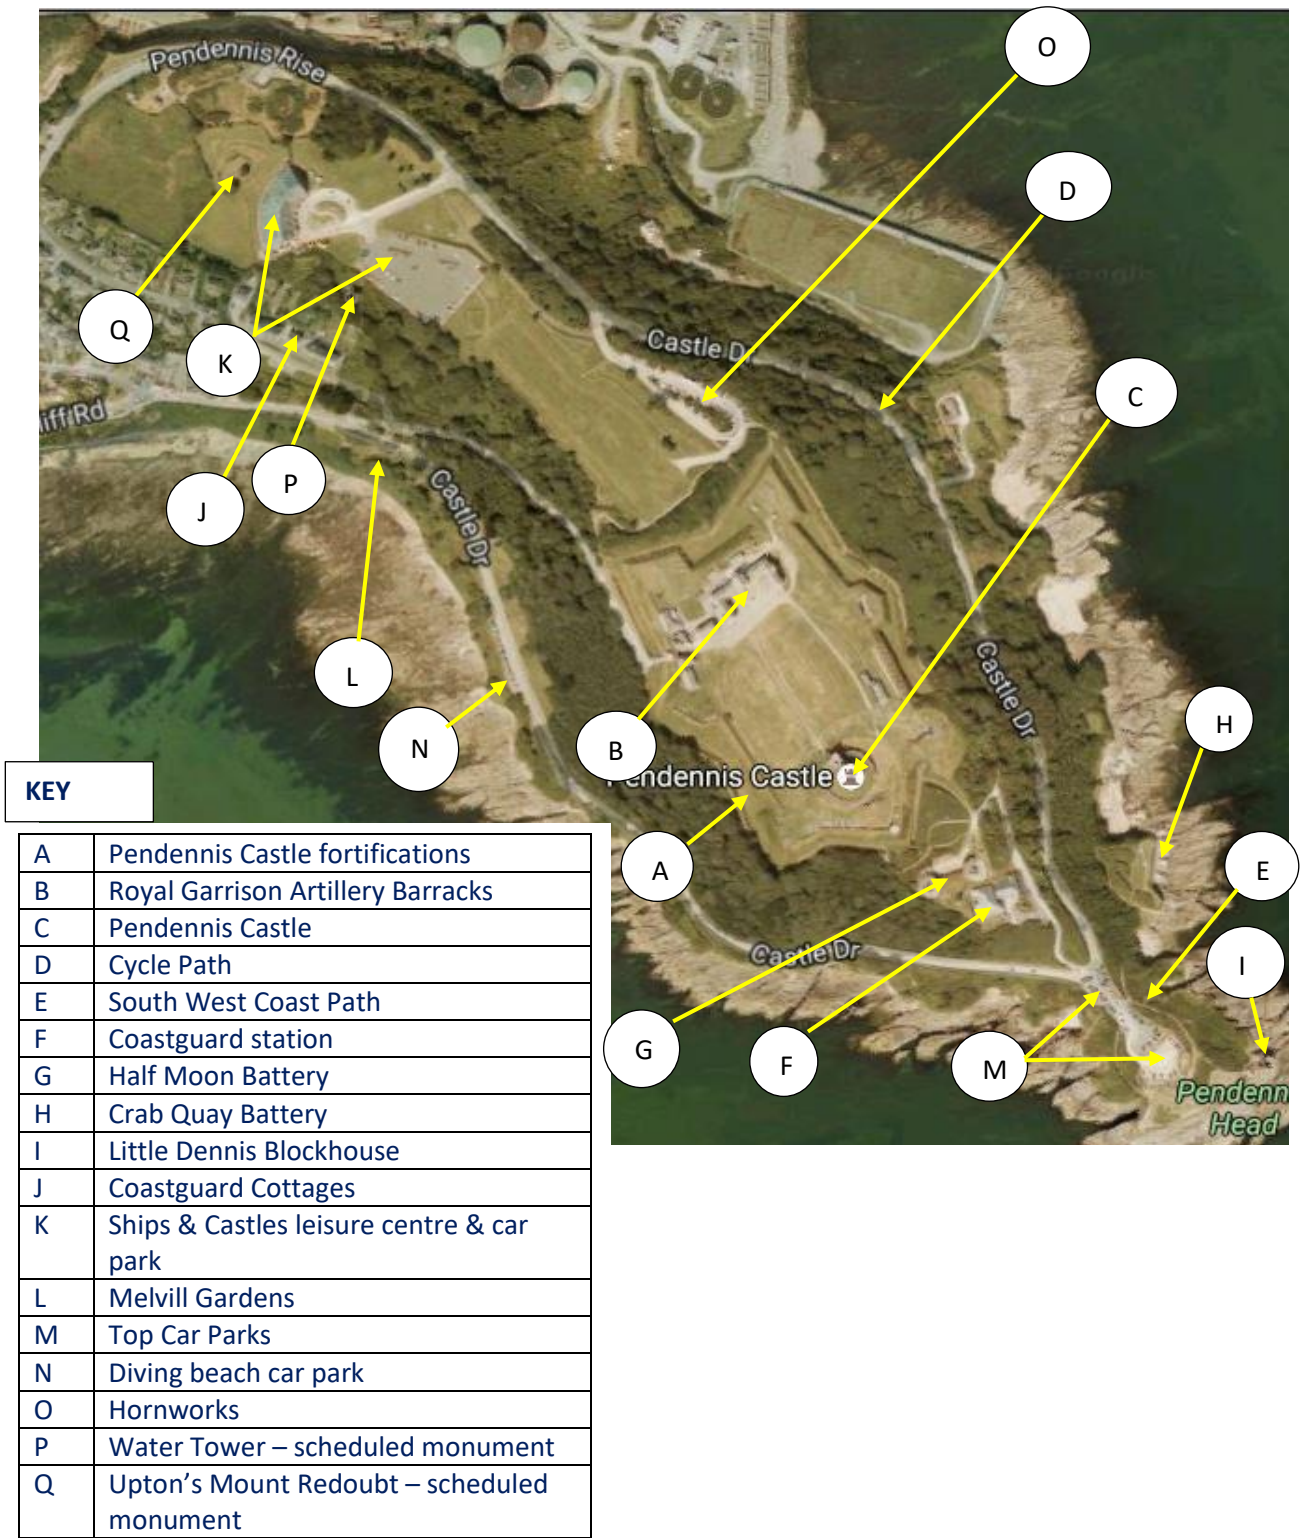 O
Pendennis Rise
D
Q
K
Castle Dr
C
liff Rd
P
J
Castle Dr
L
Castle Dr
H
N
B
Pendennis Castle
KEY
A
E
Castle Dr
I
G
F
M
Pendenn
Head
A Pendennis Castle fortifications
B Royal Garrison Artillery Barracks
C Pendennis Castle
D Cycle Path
E South West Coast Path
F Coastguard station
G Half Moon Battery
H Crab Quay Battery
I Little Dennis Blockhouse
J Coastguard Cottages
K Ships & Castles leisure centre & car
park
L Melvill Gardens
M Top Car Parks
N Diving beach car park
O Hornworks
P Water Tower – scheduled monument
Q Upton’s Mount Redoubt – scheduled
monument